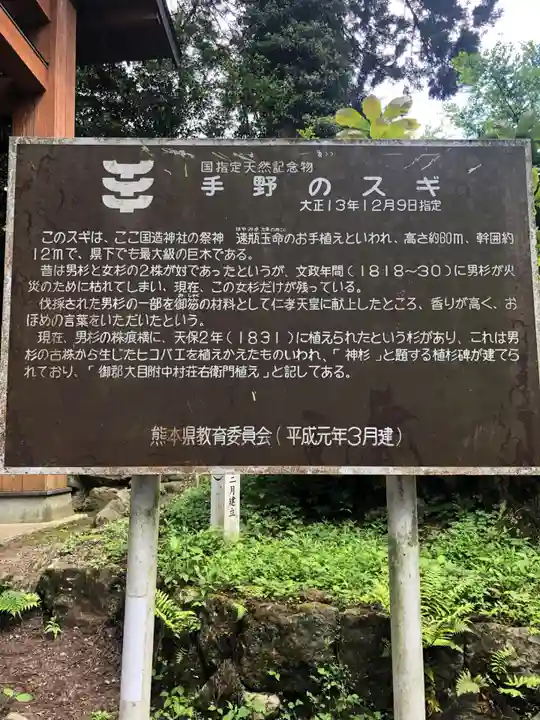 国指定天然記念物
手野のスギ
大正13年12月9日指定
このスギは、ここ国造神社の祭神 速瓶玉命のお手植えといわれ、高さ約60m、幹囲約
12mで、県下でも最大級の巨木である。
昔は男杉と女杉の2株が対であったというが、文政年間(1818〜30)に男杉が火
災のために枯れてしまい、現在、この女杉だけが残っている。
伐採された男杉の一部を御笏の材料として仁孝天皇に献上したところ、香りが高く、お
ほめの言葉をいただいたという。
現在、男杉の株痕横に、天保2年(1831)に植えられたという杉があり、これは男
杉の古株から生じたヒコバエを植えかえたものいわれ、「神杉」と題する植杉碑が建てら
れており、「御郡大目附中村荘右衛門植え」と記してある。
熊本県教育委員会(平成元年3月建)
二月建立